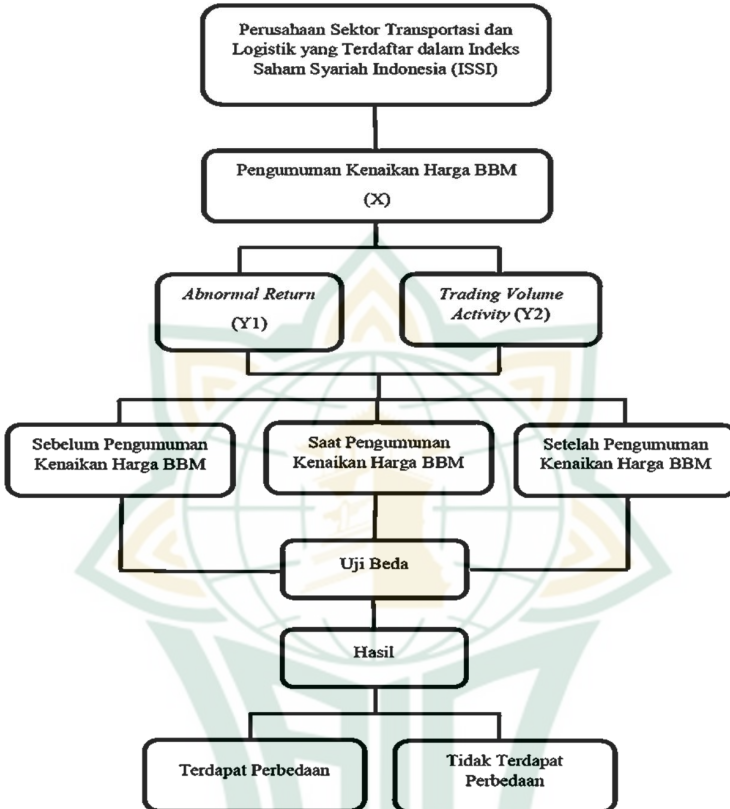 Perusahaan Sektor Transportasi dan
Logistik yang Terdaftar dalam Indeks
Saham Syariah Indonesia (ISSI)
Pengumuman Kenaikan Harga BBM
(X)
Abnormal Return
(Y1)
Trading Volume
Activity (Y2)
Sebelum Pengumuman
Kenaikan Harga BBM
Saat Pengumuman
Kenaikan Harga BBM
Setelah Pengumuman
Kenaikan Harga BBM
Uji Beda
Hasil
Terdapat Perbedaan
Tidak Terdapat
Perbedaan